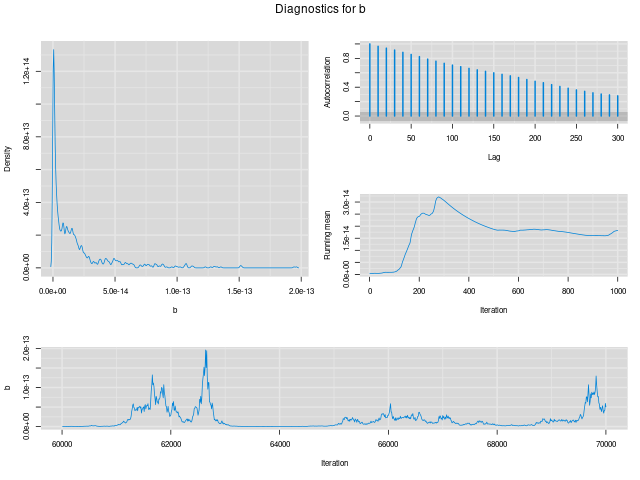 Diagnostics for b
Density
0.0e+00 4.0e+13 8.0e+13 1.2e+14
0.0e+00 5.0e-14 1.0e-13 1.5e-13 2.0e-13
b
Autocorrelation
0.0 0.4 0.8
0 50 100 150 200 250 300
Lag
Running mean
0.0e+00 1.5e-14 3.0e-14
0 200 400 600 800 1000
Iteration
b
0.0e+00 1.0e-13 2.0e-13
60000 62000 64000 66000 68000 70000
Iteration